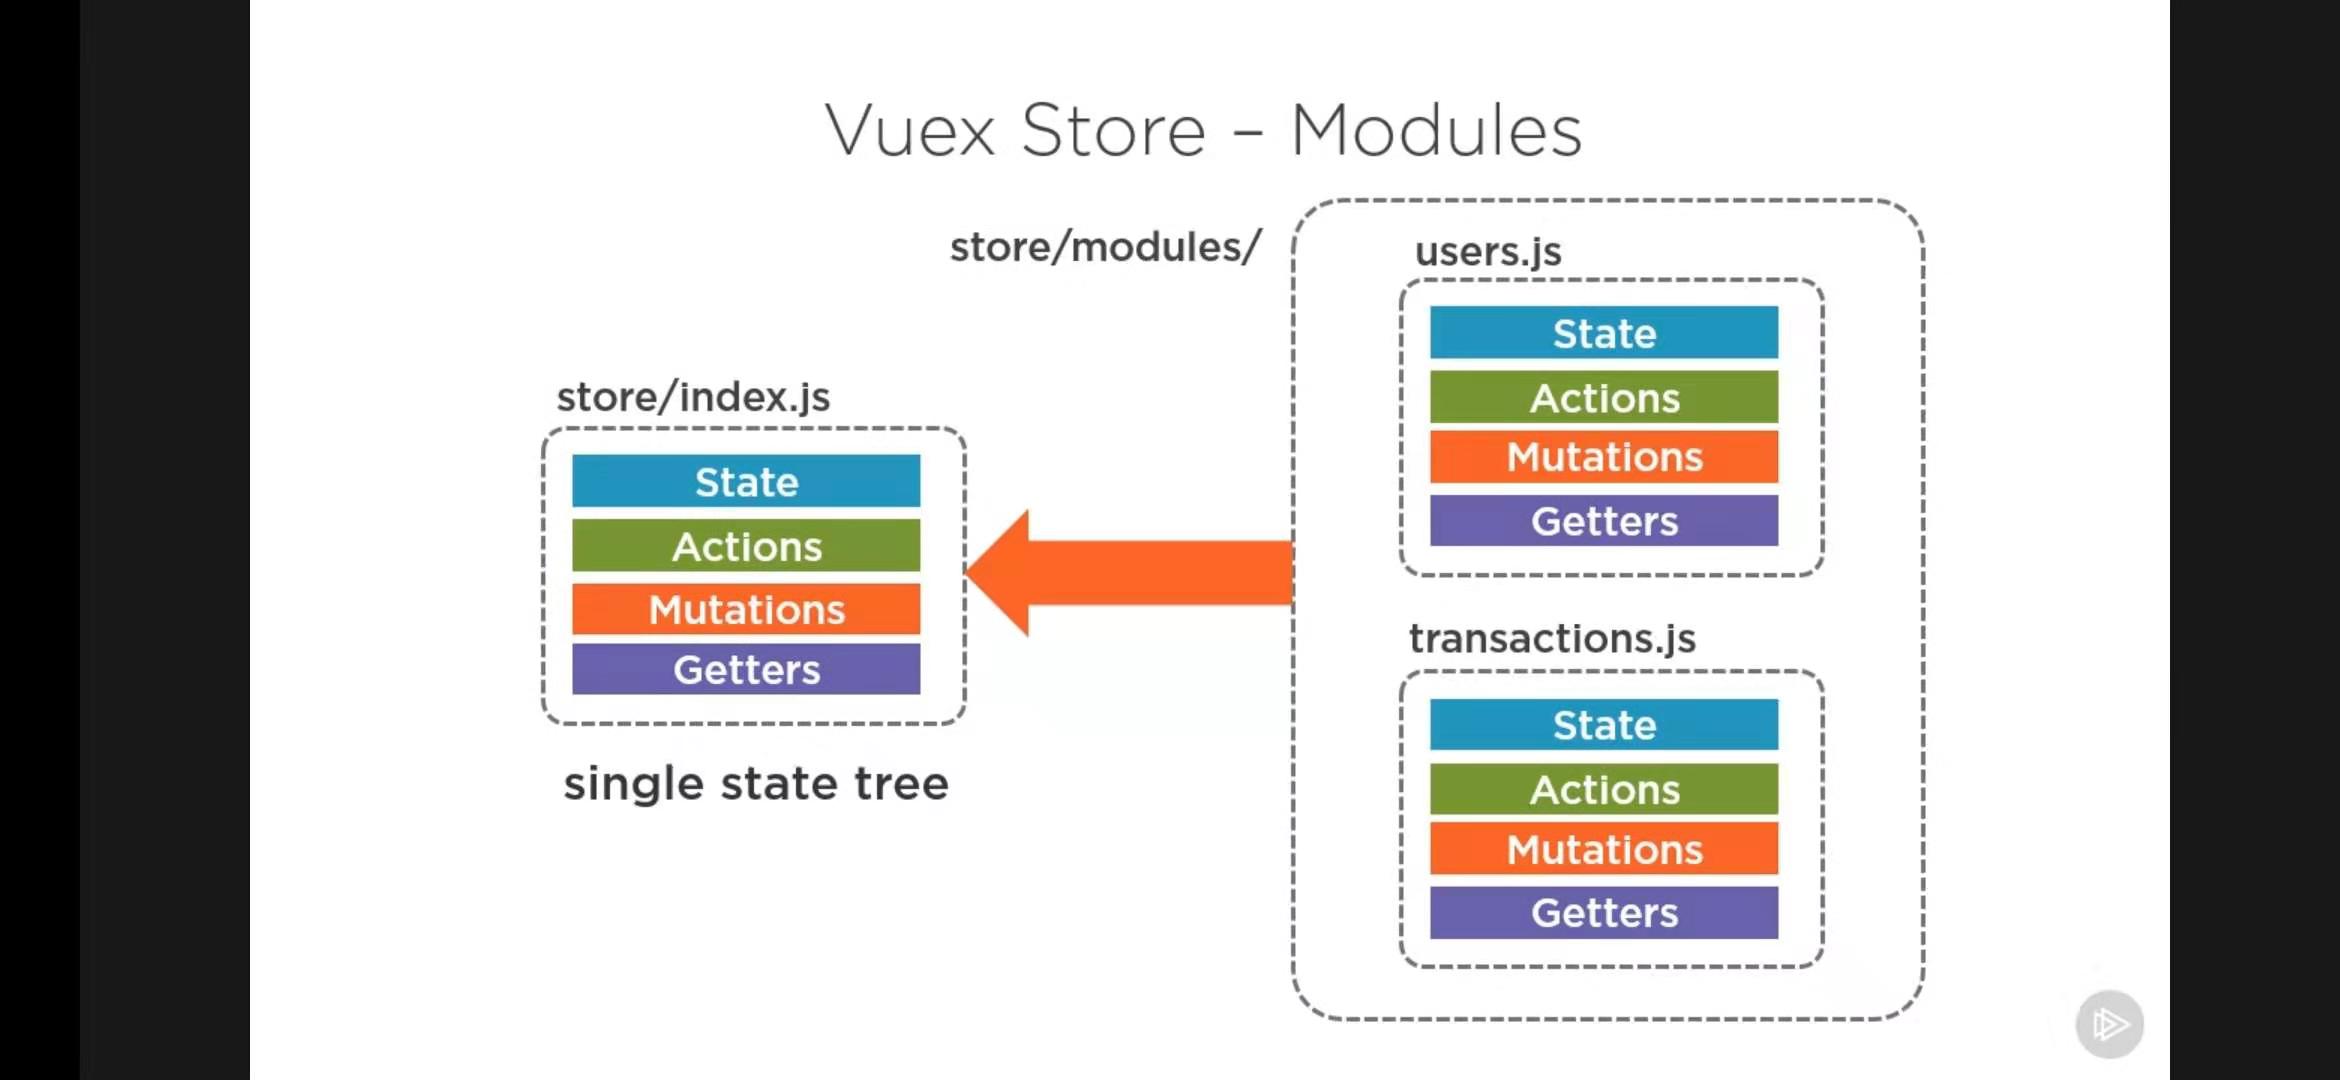 Vuex Store – Modules
store/modules/
store/index.js
State
Actions
Mutations
Getters
single state tree
users.js
State
Actions
Mutations
Getters
transactions.js
State
Actions
Mutations
Getters